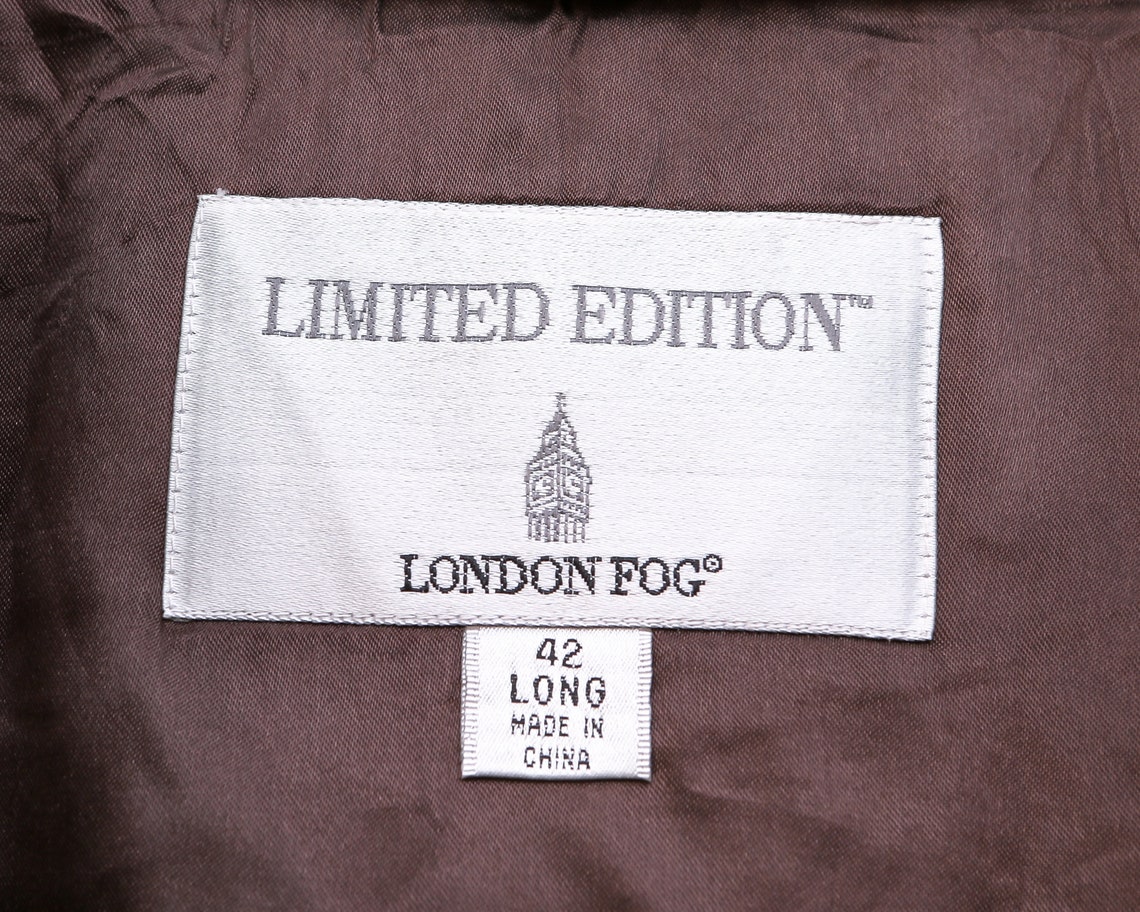 LIMITED EDITION™
LONDON FOG®
42
LONG
MADE IN
CHINA